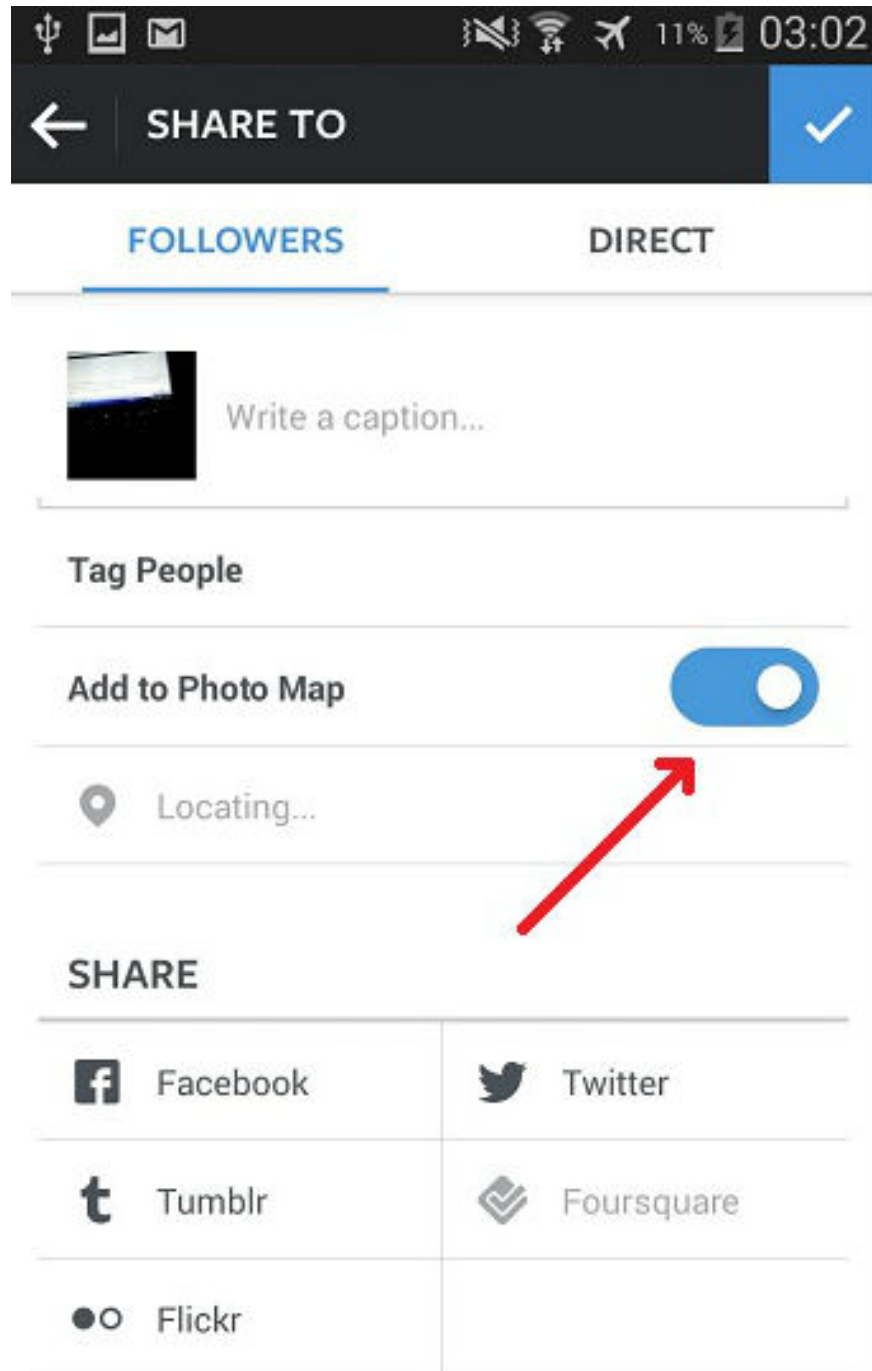 11% 03:02
SHARE TO
FOLLOWERS DIRECT
Write a caption...
Tag People
Add to Photo Map
Locating...
SHARE
Facebook Twitter
Tumblr Foursquare
Flickr